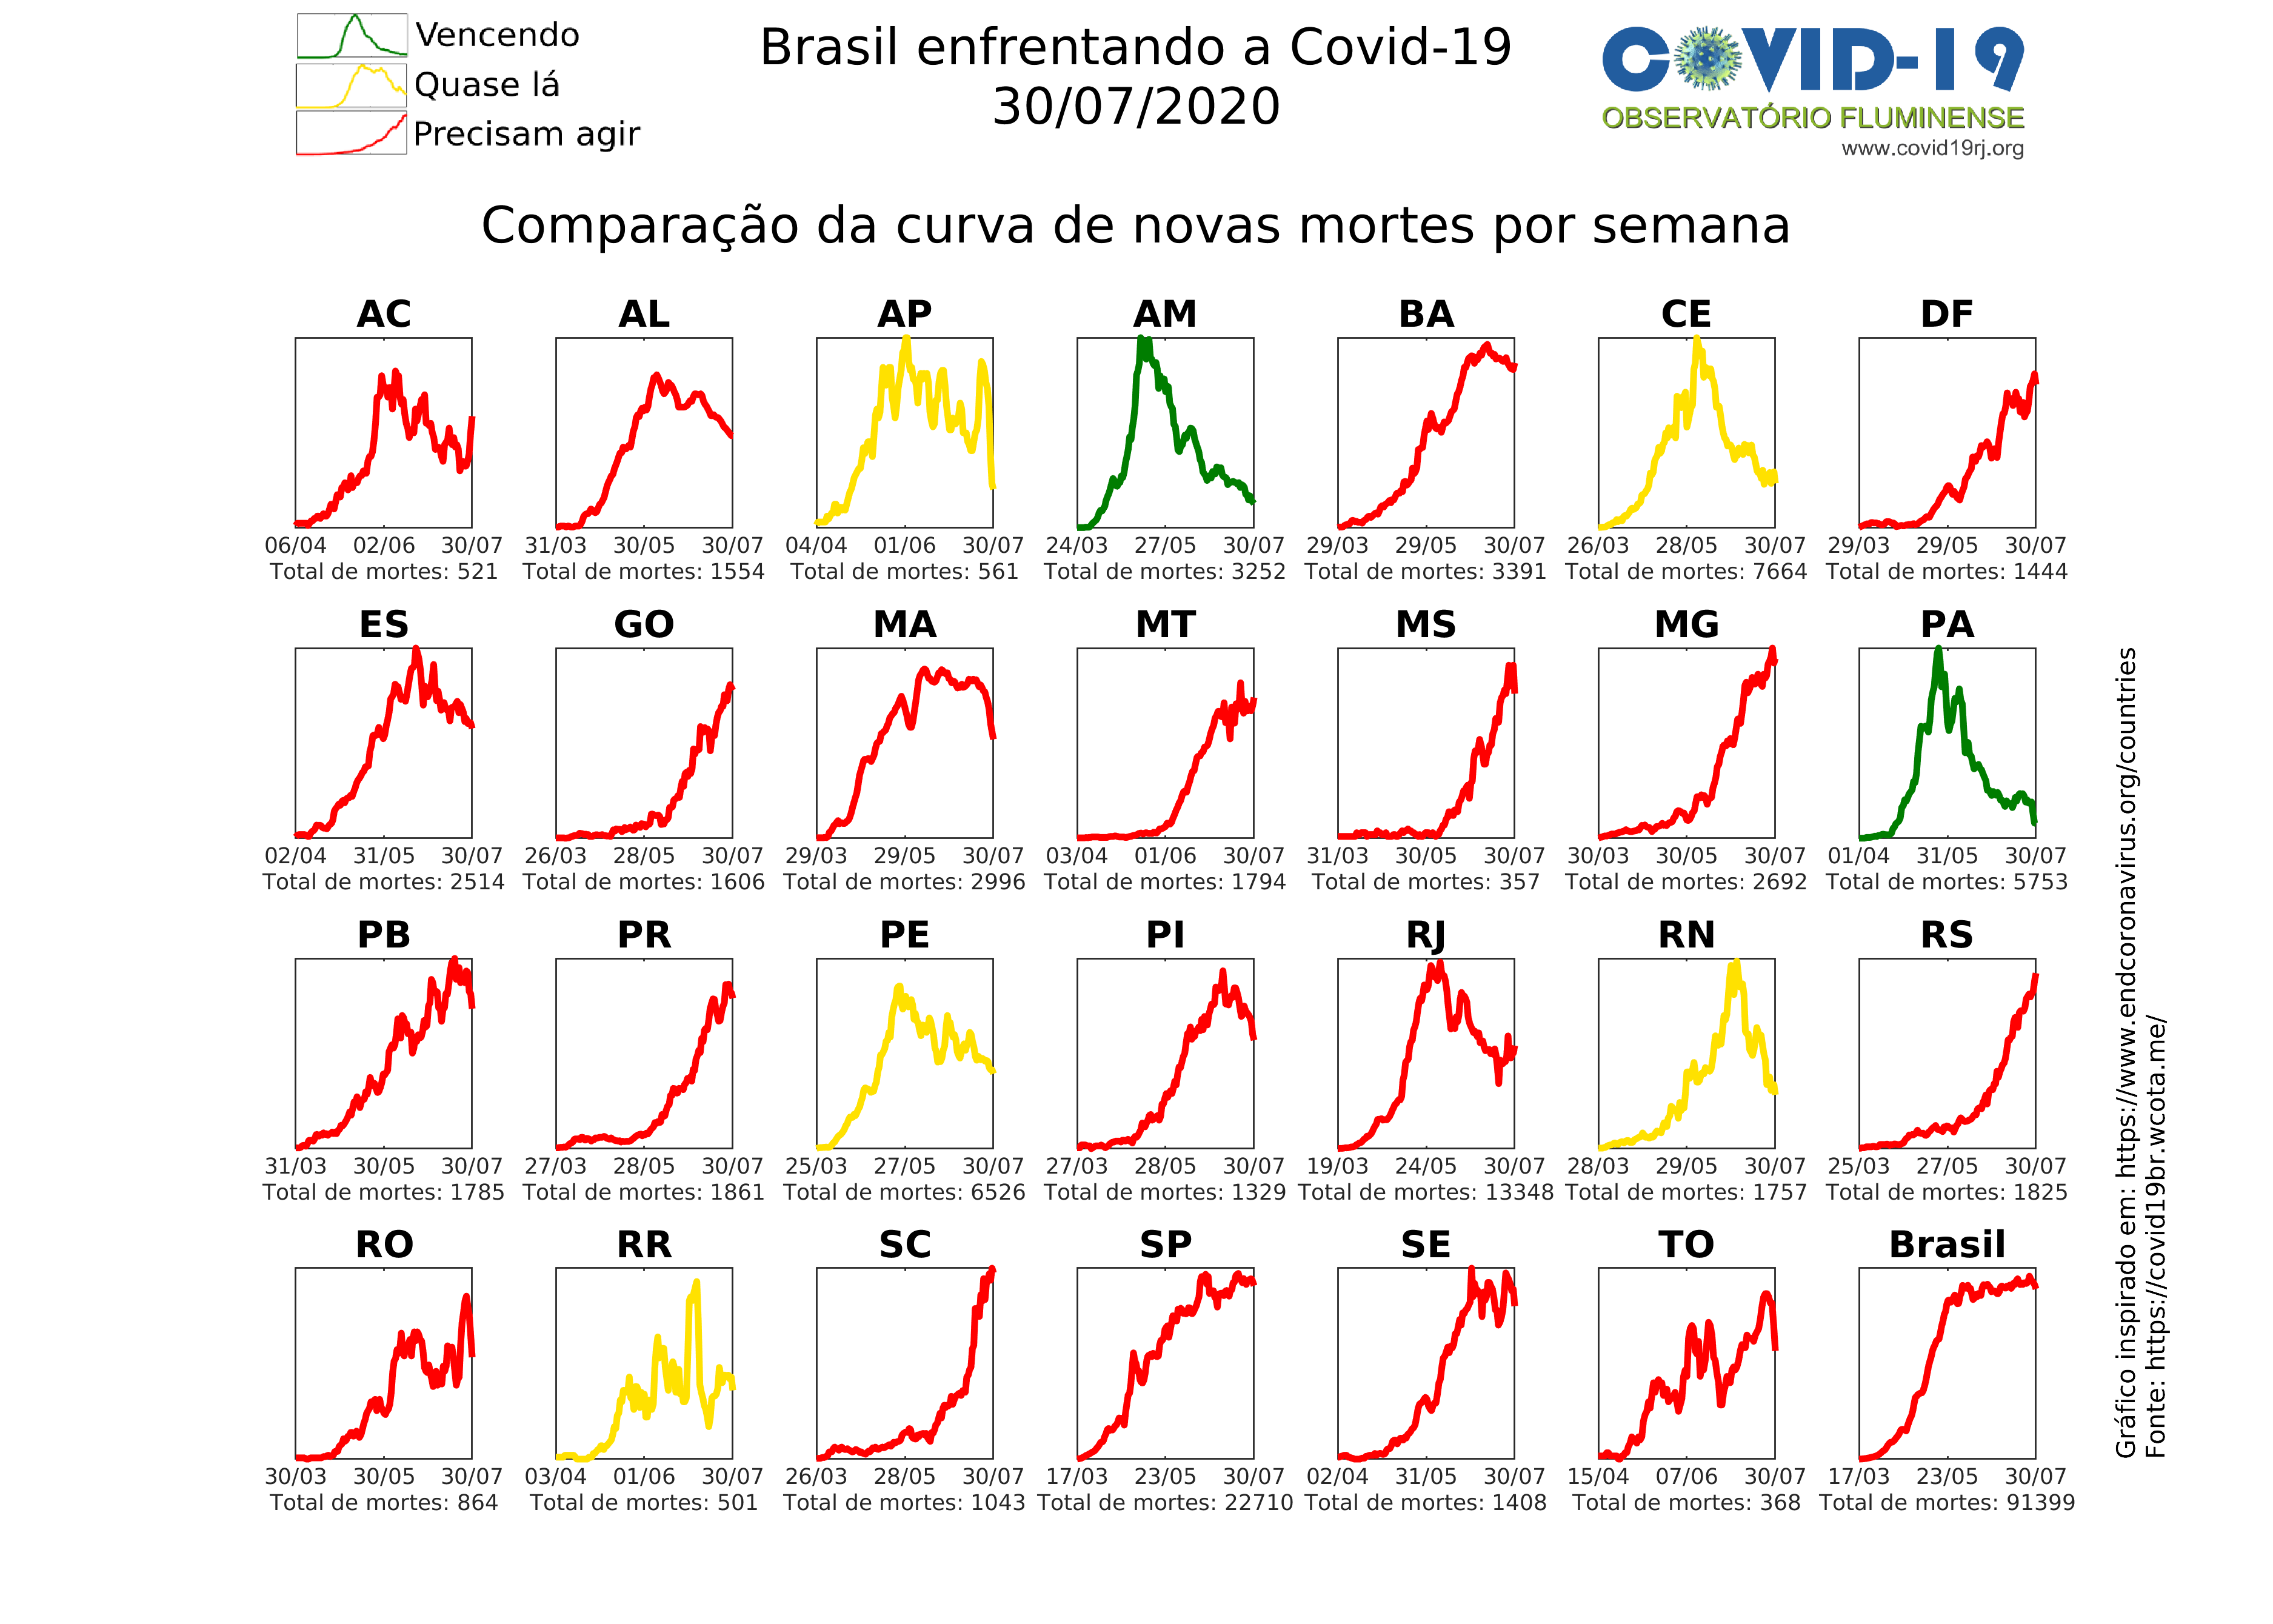 Vencendo
Quase lá
Precisam agir
Brasil enfrentando a Covid-19
30/07/2020
COVID-19
OBSERVATÓRIO FLUMINENSE
www.covid19rj.org
Comparação da curva de novas mortes por semana
AC AL AP AM BA CE DF
06/04 02/06 30/07 31/03 30/05 30/07 04/04 01/06 30/07 24/03 27/05 30/07 29/03 29/05 30/07 26/03 28/05 30/07 29/03 29/05 30/07
Total de mortes: 521 Total de mortes: 1554 Total de mortes: 561 Total de mortes: 3252 Total de mortes: 3391 Total de mortes: 7664 Total de mortes: 1444
ES GO MA MT MS MG PA
02/04 31/05 30/07 26/03 28/05 30/07 29/03 29/05 30/07 03/04 01/06 30/07 31/03 30/05 30/07 30/03 30/05 30/07 01/04 31/05 30/07
Total de mortes: 2514 Total de mortes: 1606 Total de mortes: 2996 Total de mortes: 1794 Total de mortes: 357 Total de mortes: 2692 Total de mortes: 5753
PB PR PE PI RJ RN RS
31/03 30/05 30/07 27/03 28/05 30/07 25/03 27/05 30/07 27/03 28/05 30/07 19/03 24/05 30/07 28/03 29/05 30/07 25/03 27/05 30/07
Total de mortes: 1785 Total de mortes: 1861 Total de mortes: 6526 Total de mortes: 1329 Total de mortes: 13348 Total de mortes: 1757 Total de mortes: 1825
RO RR SC SP SE TO Brasil
30/03 30/05 30/07 03/04 01/06 30/07 26/03 28/05 30/07 17/03 23/05 30/07 02/04 31/05 30/07 15/04 07/06 30/07 17/03 23/05 30/07
Total de mortes: 864 Total de mortes: 501 Total de mortes: 1043 Total de mortes: 22710 Total de mortes: 1408 Total de mortes: 368 Total de mortes: 91399
Gráfico inspirado em: https://www.endcoronavirus.org/countries
Fonte: https://covid19br.wcota.me/